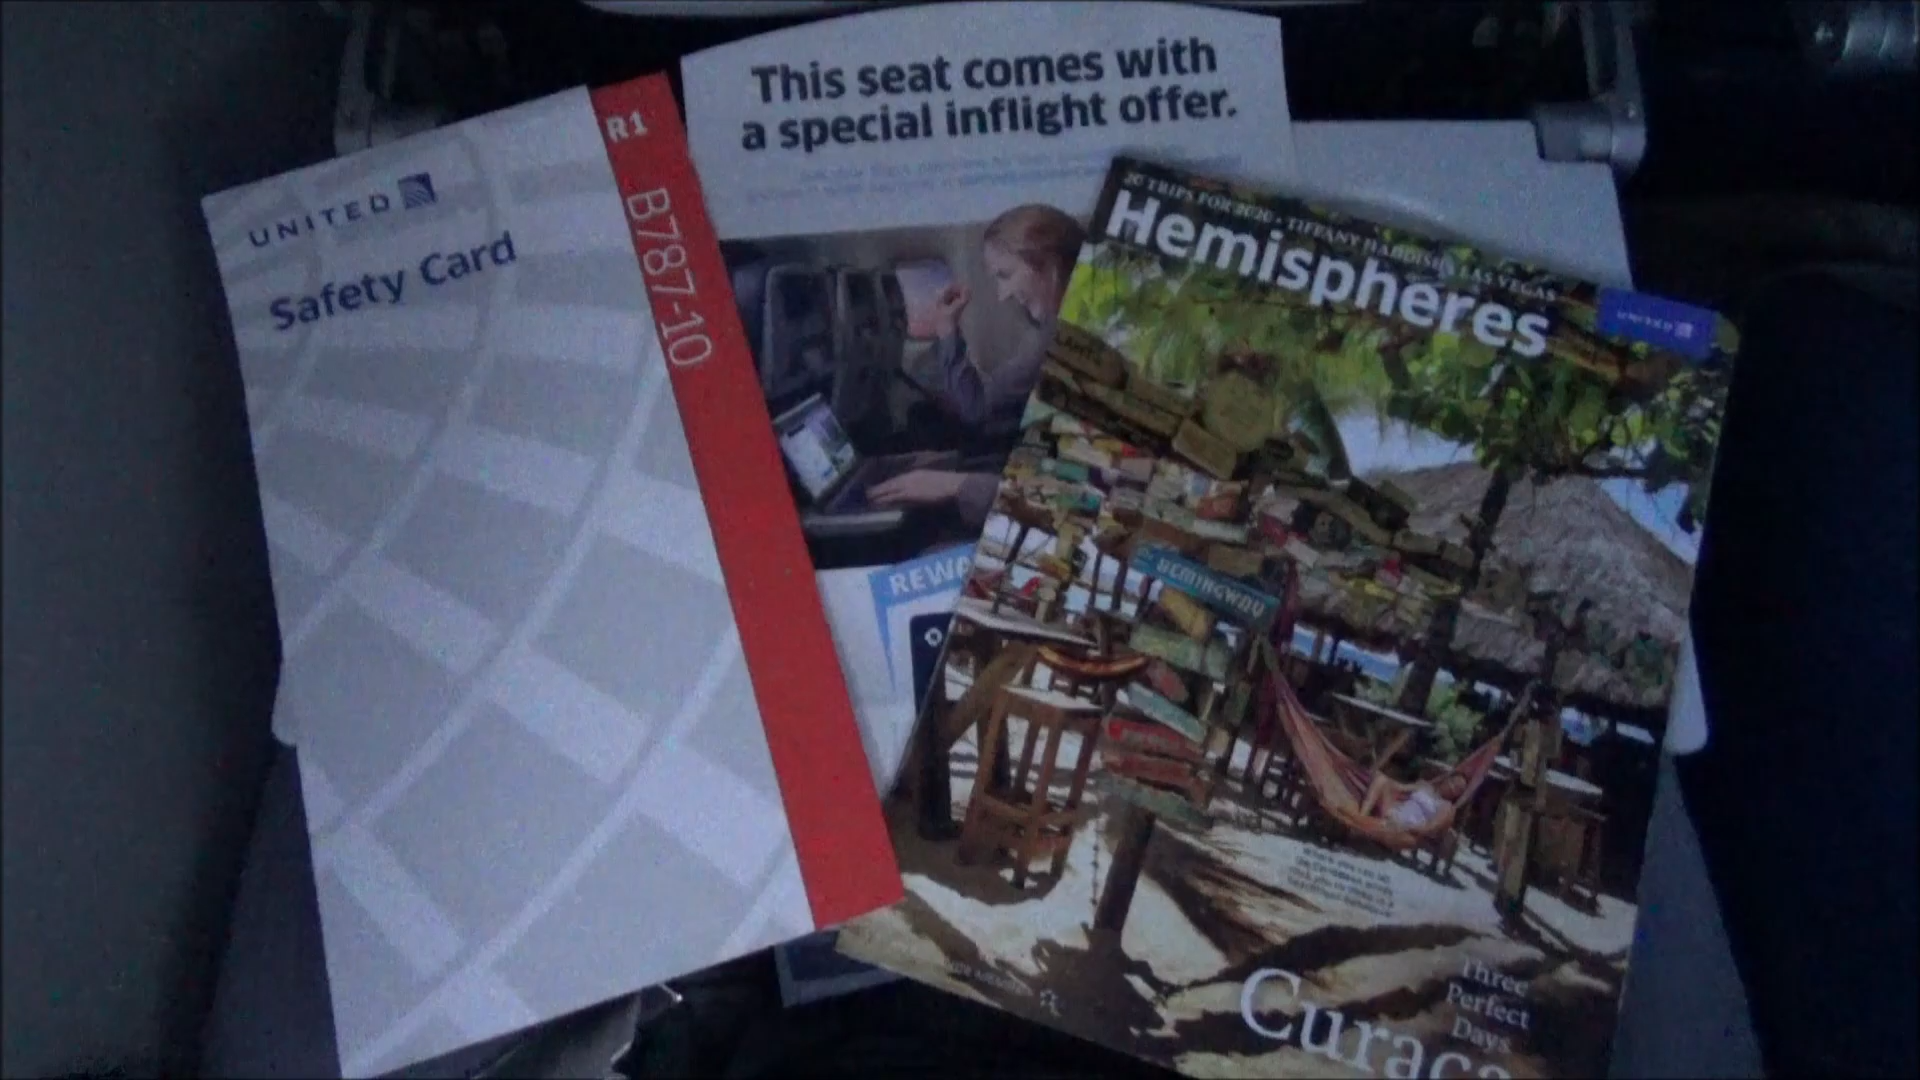 UNITED
Safety Card
R1
B787-10
This seat comes with
a special inflight offer.
REWA
20 TRIPS FOR 2020 • TIFFANY HADDISH'S LAS VEGAS
Hemispheres
UNITED
HEMINGWAY
Three
Perfect
Days
Curaça